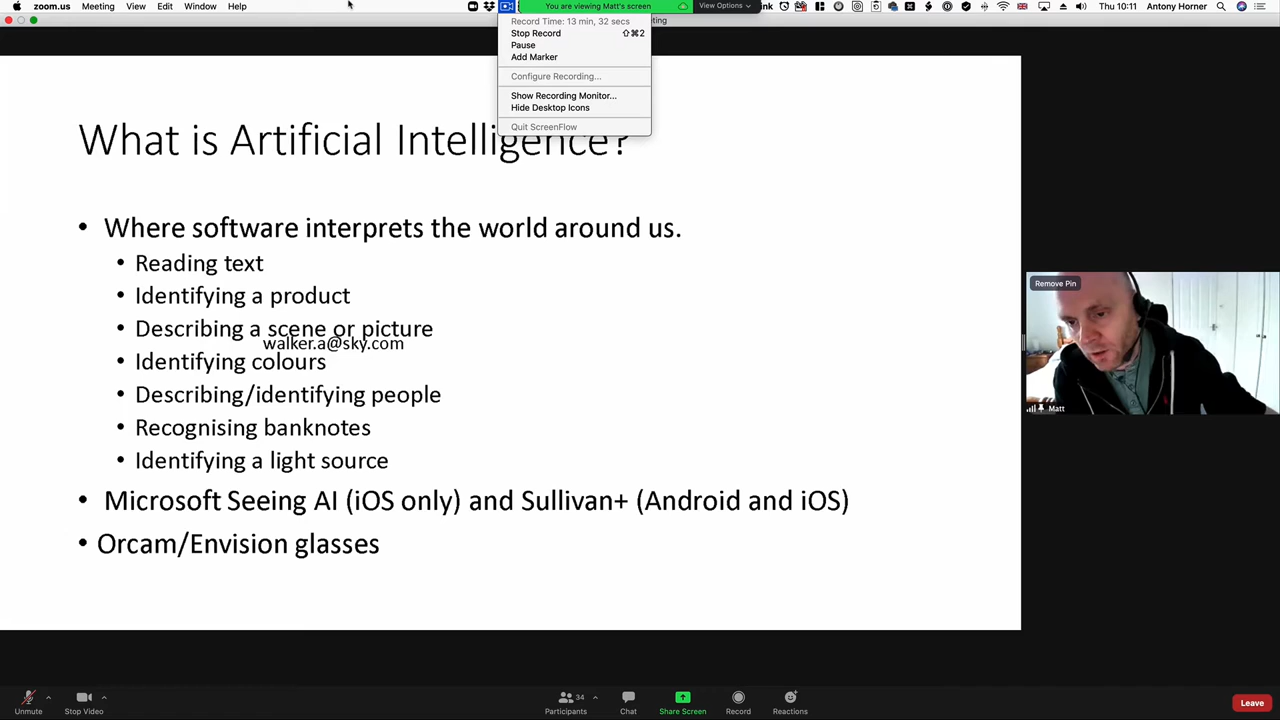 zoom.us Meeting View Edit Window Help
You are viewing Matt's screen View Options
Thu 10:11 Antony Horner
Record Time: 13 min, 32 secs
Stop Record ⇧⌘2
Pause
Add Marker
Configure Recording...
Show Recording Monitor...
Hide Desktop Icons
Quit ScreenFlow
What is Artificial Intelligence?
• Where software interprets the world around us.
• Reading text
• Identifying a product
• Describing a scene or picture
walker.a@sky.com
• Identifying colours
• Describing/identifying people
• Recognising banknotes
• Identifying a light source
• Microsoft Seeing AI (iOS only) and Sullivan+ (Android and iOS)
• Orcam/Envision glasses
Remove Pin
Matt
Unmute Stop Video Participants 34 Chat Share Screen Record Reactions Leave